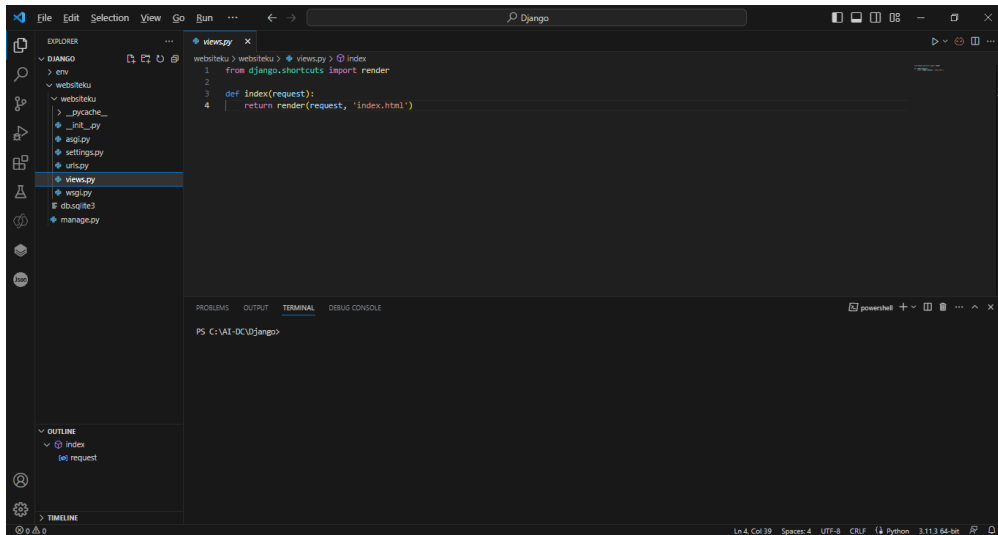 File Edit Selection View Go Run ···
Django
EXPLORER ···
DJANGO
env
websiteku
websiteku
__pycache__
__init__.py
asgi.py
settings.py
urls.py
views.py
wsgi.py
db.sqlite3
manage.py
OUTLINE
index
request
TIMELINE
views.py
websiteku > websiteku > views.py > index
1 from django.shortcuts import render
2
3 def index(request):
4 return render(request, 'index.html')
PROBLEMS OUTPUT TERMINAL DEBUG CONSOLE
powershell
PS C:\AI-DC\Django>
Json
0 0
Ln 4, Col 39 Spaces: 4 UTF-8 CRLF Python 3.11.3 64-bit